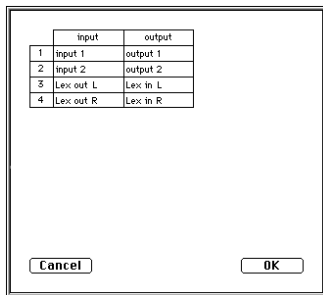 input output
1 input 1 output 1
2 input 2 output 2
3 Lex out L Lex in L
4 Lex out R Lex in R
Cancel OK